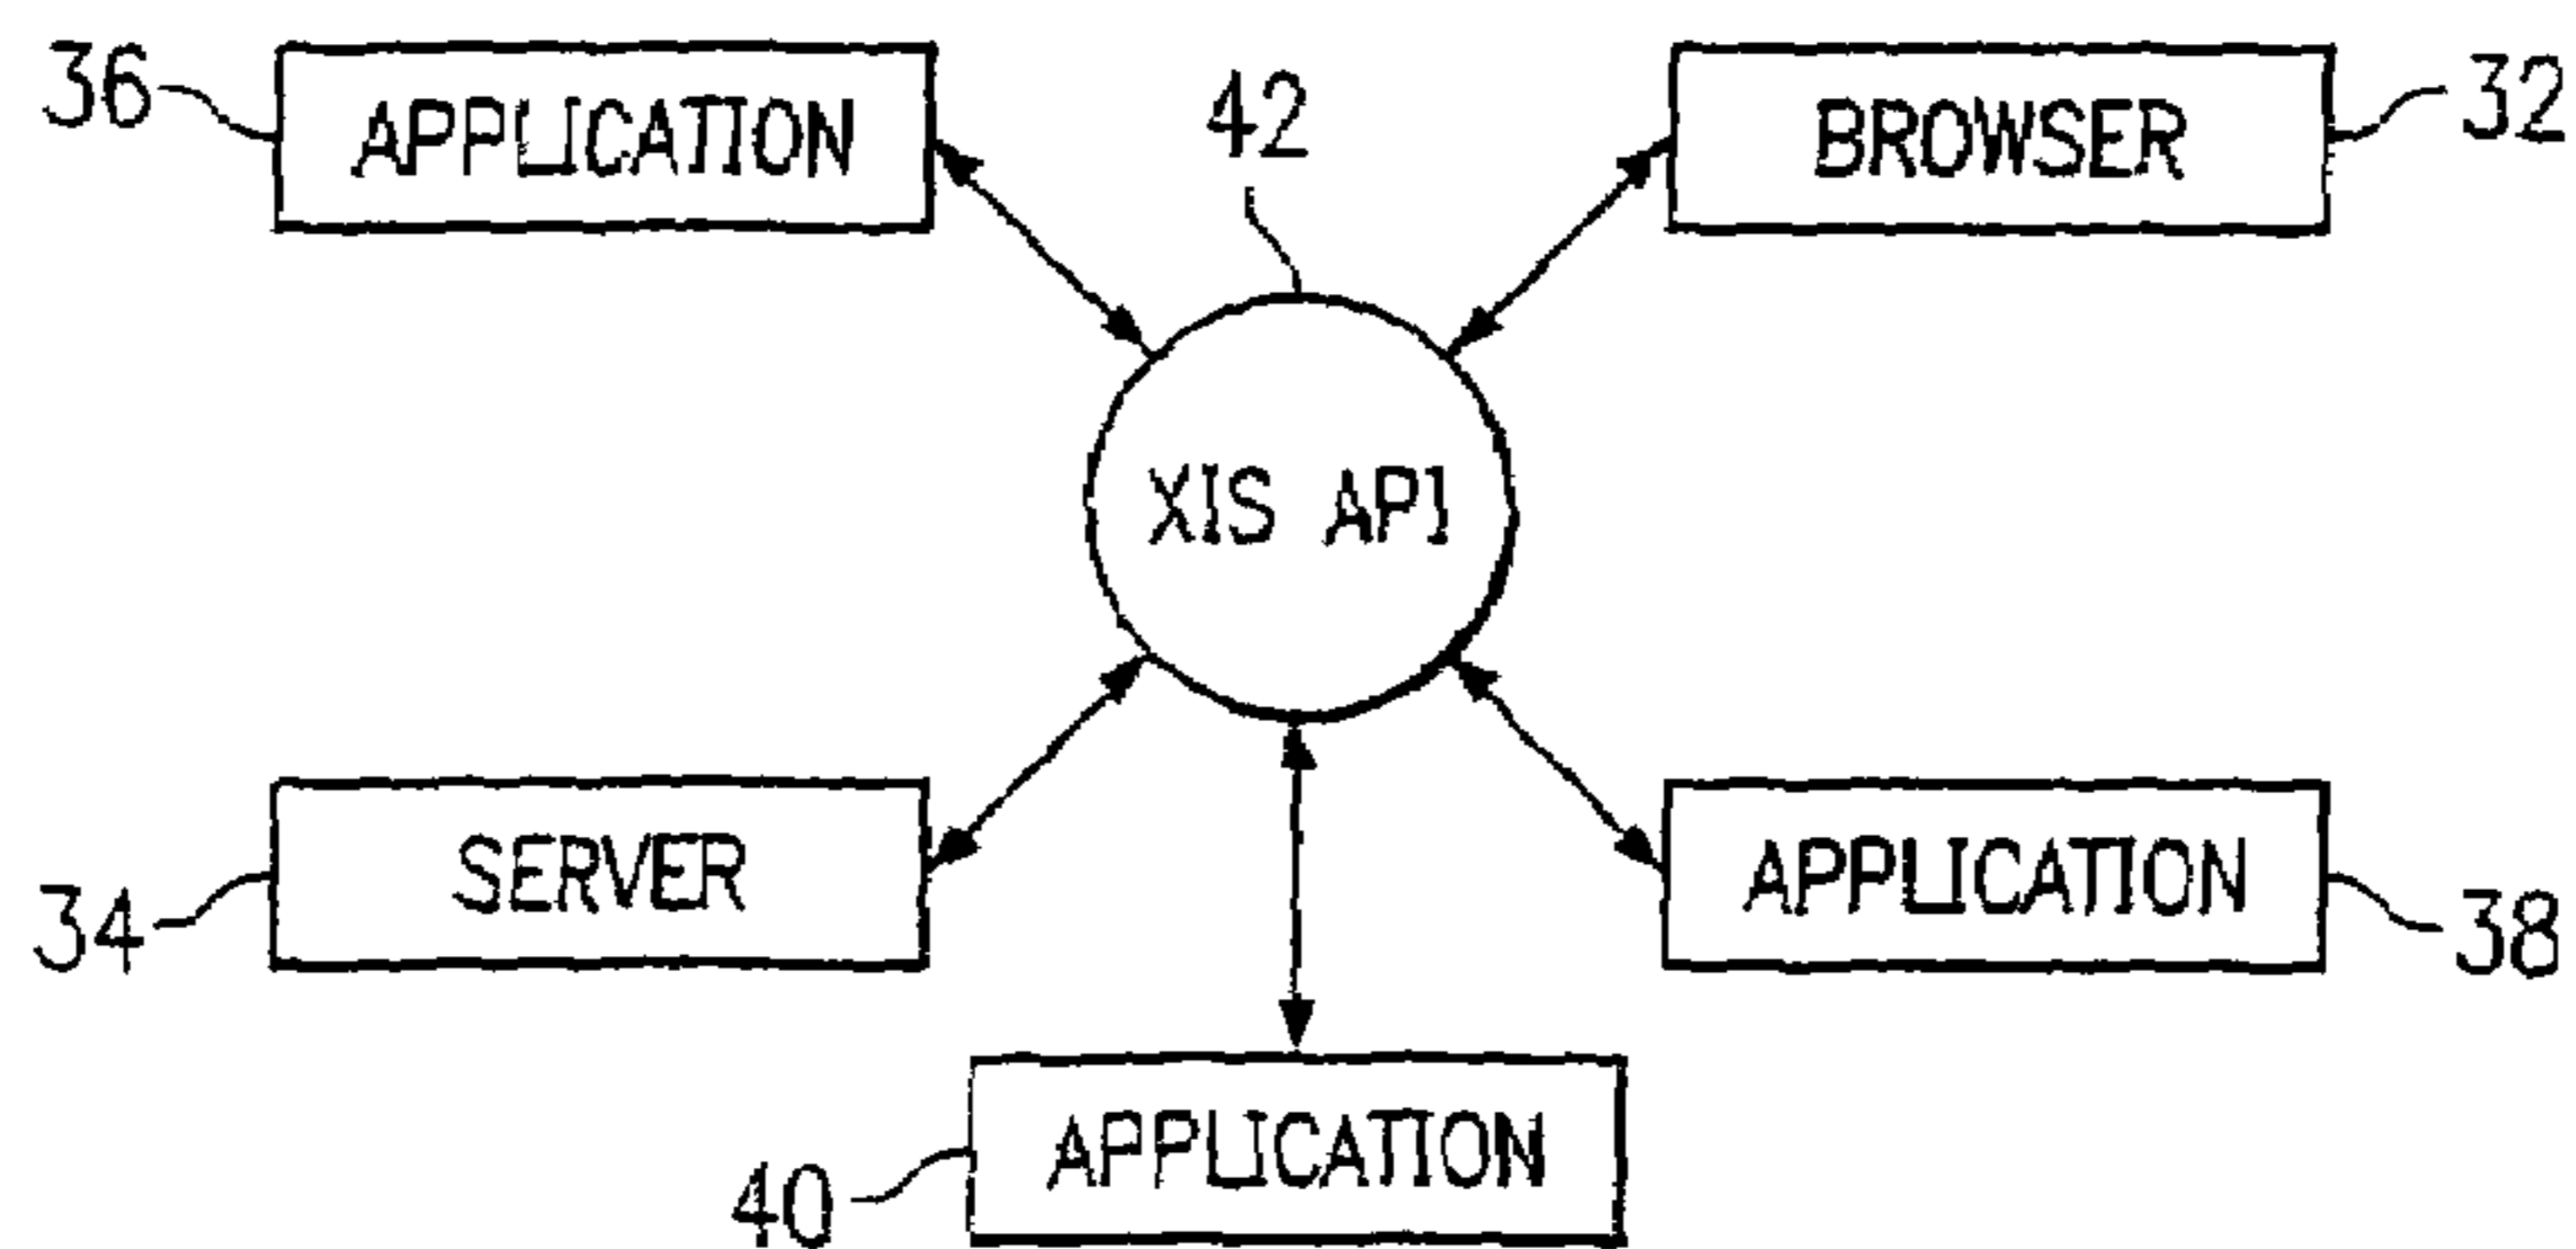 36
APPLICATION
42
BROWSER
32
XIS API
34
SERVER
APPLICATION
38
40
APPLICATION